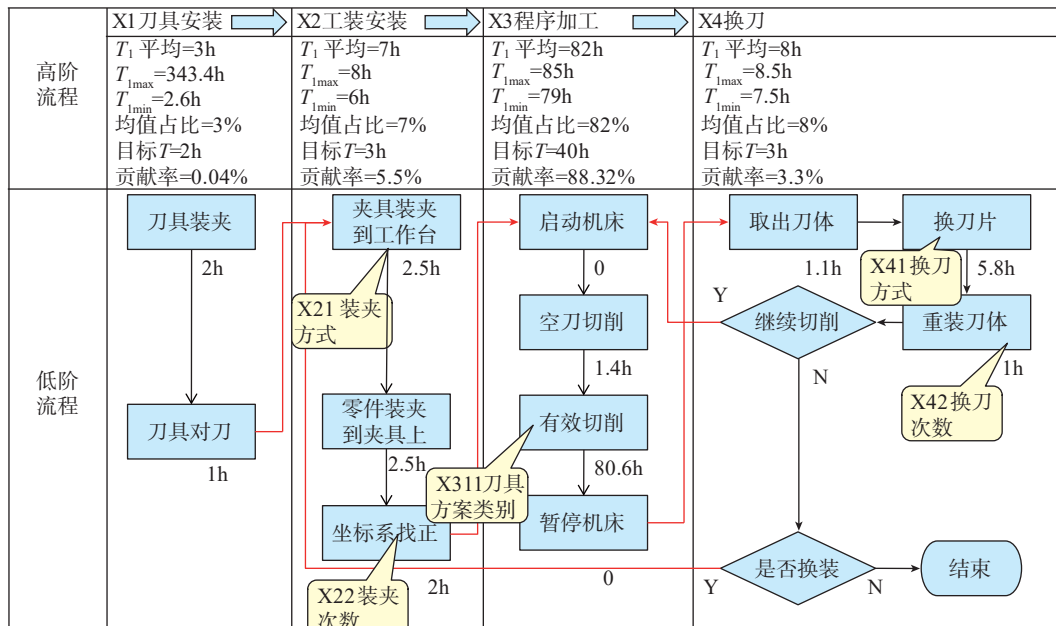 X1刀具安装
X2工装安装
X3程序加工
X4换刀
高阶
流程
T1 平均=3h
T1max=343.4h
T1min=2.6h
均值占比=3%
目标T=2h
贡献率=0.04%
T1 平均=7h
T1max=8h
T1min=6h
均值占比=7%
目标T=3h
贡献率=5.5%
T1 平均=82h
T1max=85h
T1min=79h
均值占比=82%
目标T=40h
贡献率=88.32%
T1 平均=8h
T1max=8.5h
T1min=7.5h
均值占比=8%
目标T=3h
贡献率=3.3%
低阶
流程
刀具装夹
2h
刀具对刀
1h
夹具装夹
到工作台
2.5h
X21装夹
方式
零件装夹
到夹具上
2.5h
坐标系找正
2h
X22装夹
次数
启动机床
0
空刀切削
1.4h
有效切削
X311刀具
方案类别
80.6h
暂停机床
0
取出刀体
1.1h
换刀片
X41换刀
方式
5.8h
重装刀体
1h
X42换刀
次数
继续切削
Y
N
是否换装
Y
N
结束